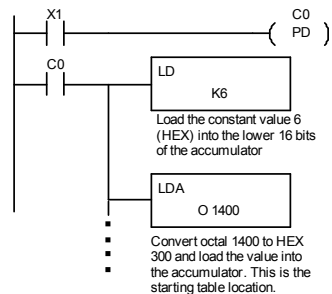 X1
C0
PD
C0
LD
K6
Load the constant value 6
(HEX) into the lower 16 bits
of the accumulator
LDA
O 1400
Convert octal 1400 to HEX
300 and load the value into
the accumulator. This is the
starting table location.